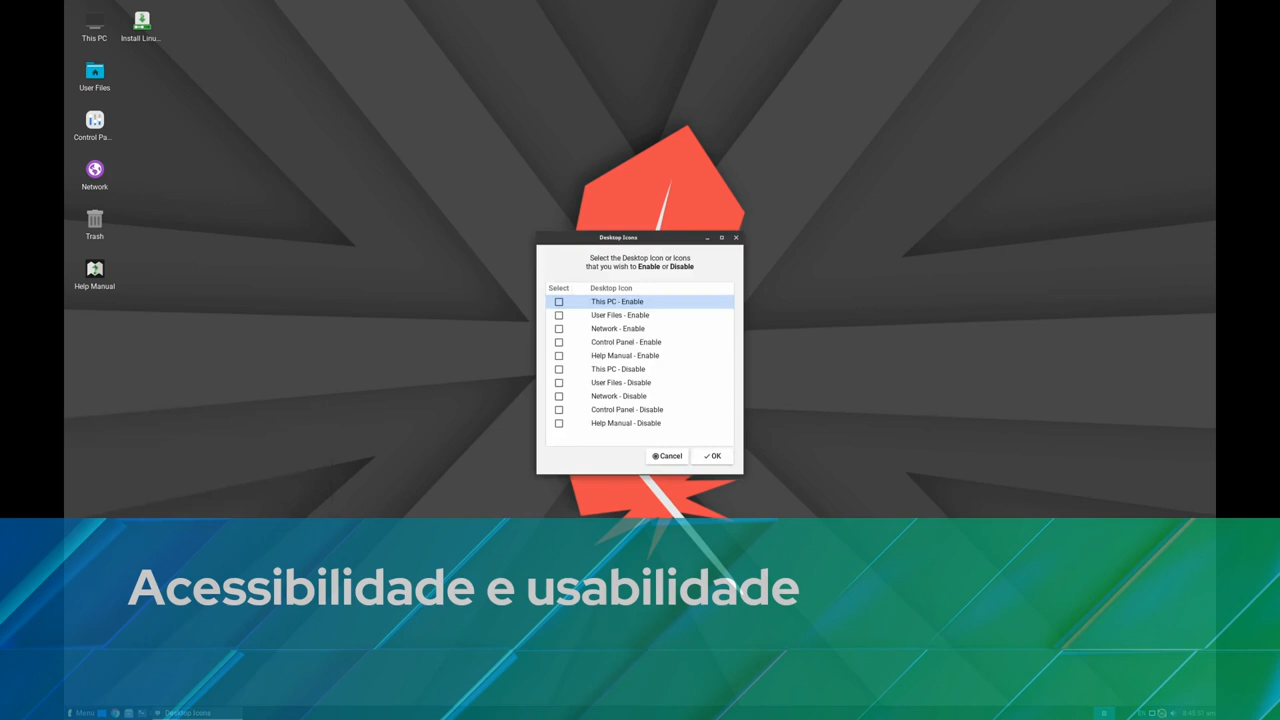 This PC
Install Linu...
User Files
Control Pa...
Network
Trash
Help Manual
Desktop Icons
Select the Desktop Icon or Icons
that you wish to Enable or Disable
Select Desktop Icon
This PC - Enable
User Files - Enable
Network - Enable
Control Panel - Enable
Help Manual - Enable
This PC - Disable
User Files - Disable
Network - Disable
Control Panel - Disable
Help Manual - Disable
Cancel OK
Acessibilidade e usabilidade
Menu Desktop Icons EN